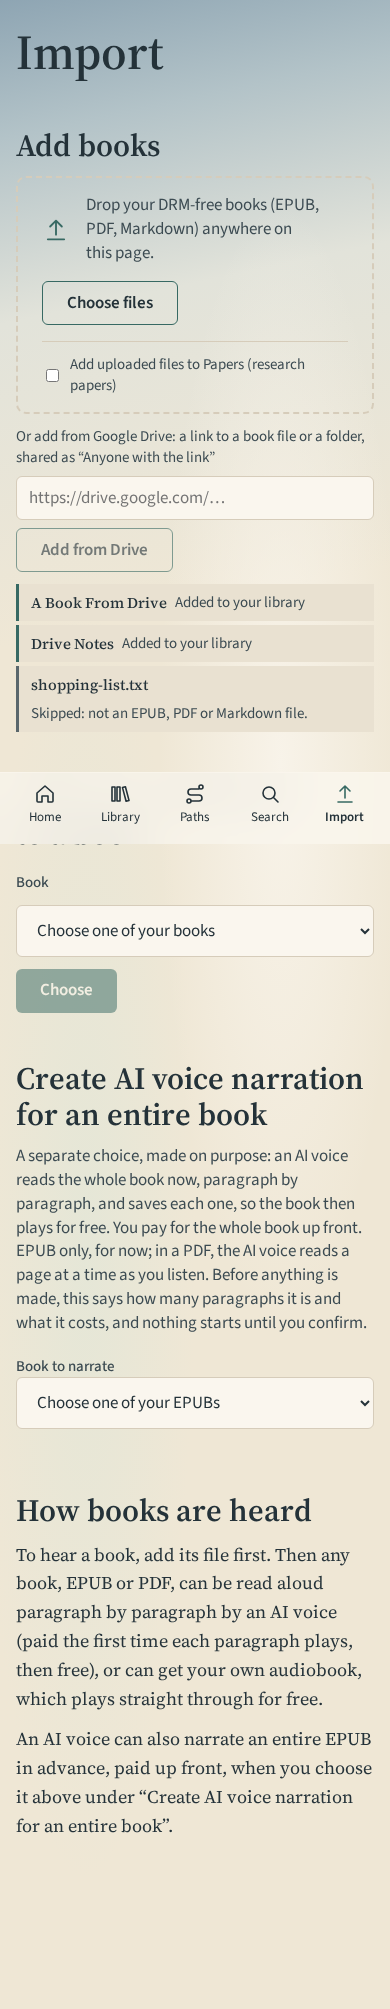 Import
Add books
Drop your DRM-free books (EPUB,
PDF, Markdown) anywhere on
this page.
Choose files
Add uploaded files to Papers (research
papers)
Or add from Google Drive: a link to a book file or a folder,
shared as “Anyone with the link”
https://drive.google.com/…
Add from Drive
A Book From Drive Added to your library
Drive Notes Added to your library
shopping-list.txt
Skipped: not an EPUB, PDF or Markdown file.
Home Library Paths Search Import
Book
Choose one of your books
Choose
Create AI voice narration
for an entire book
A separate choice, made on purpose: an AI voice
reads the whole book now, paragraph by
paragraph, and saves each one, so the book then
plays for free. You pay for the whole book up front.
EPUB only, for now; in a PDF, the AI voice reads a
page at a time as you listen. Before anything is
made, this says how many paragraphs it is and
what it costs, and nothing starts until you confirm.
Book to narrate
Choose one of your EPUBs
How books are heard
To hear a book, add its file first. Then any
book, EPUB or PDF, can be read aloud
paragraph by paragraph by an AI voice
(paid the first time each paragraph plays,
then free), or can get your own audiobook,
which plays straight through for free.
An AI voice can also narrate an entire EPUB
in advance, paid up front, when you choose
it above under “Create AI voice narration
for an entire book”.